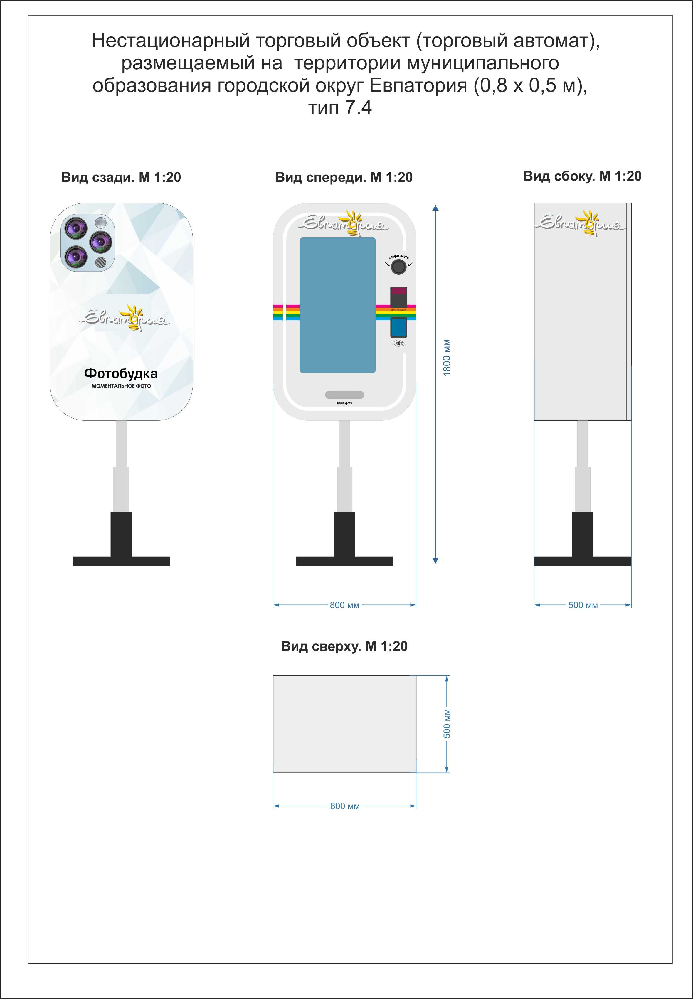 Нестационарный торговый объект (торговый автомат),
размещаемый на территории муниципального
образования городской округ Евпатория (0,8 х 0,5 м),
тип 7.4
Вид сзади. М 1:20
Вид спереди. М 1:20
Вид сбоку. М 1:20
Евпатория
Евпатория
Евпатория
селфи здесь
Фотобудка
МОМЕНТАЛЬНОЕ ФОТО
ваше фото
1800 мм
800 мм
500 мм
Вид сверху. М 1:20
500 мм
800 мм